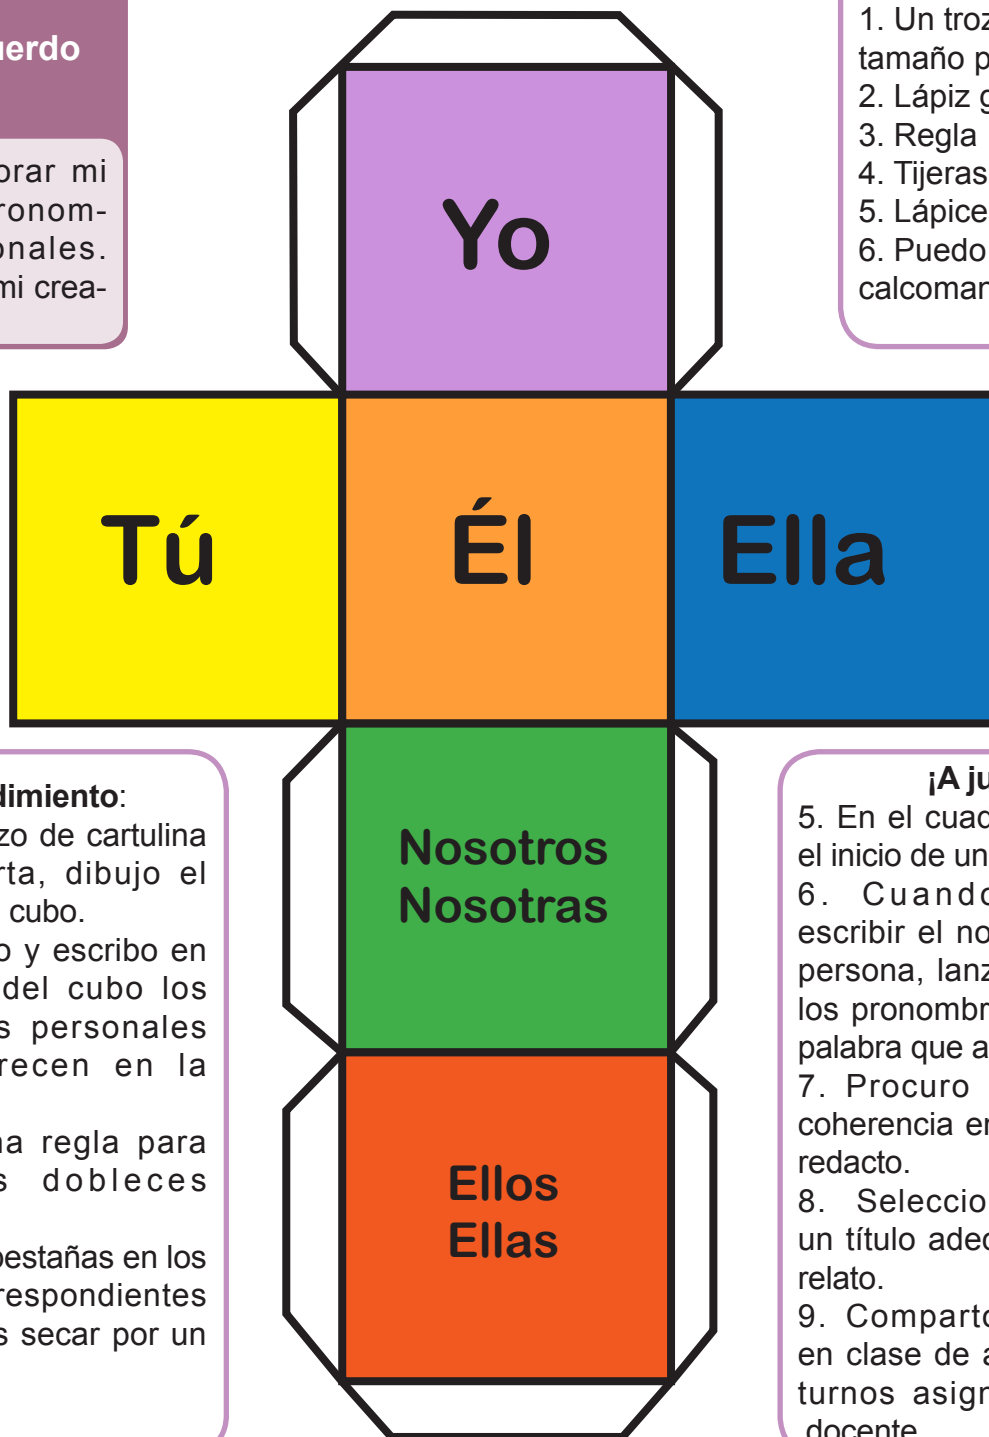 uerdo
orar mi
ronom-
onales.
mi crea-
1. Un troz
tamaño p
2. Lápiz g
3. Regla
4. Tijeras
5. Lápice
6. Puedo
calcoman
Yo
Tú
Él
Ella
Nosotros
Nosotras
Ellos
Ellas
dimiento:
zo de cartulina
rta, dibujo el
cubo.
o y escribo en
del cubo los
s personales
recen en la
na regla para
s dobleces
pestañas en los
respondientes
s secar por un
¡A ju
5. En el cuad
el inicio de un
6. Cuando
escribir el no
persona, lanz
los pronombr
palabra que a
7. Procuro
coherencia en
redacto.
8. Seleccio
un título adec
relato.
9. Comparto
en clase de a
turnos asign
docente